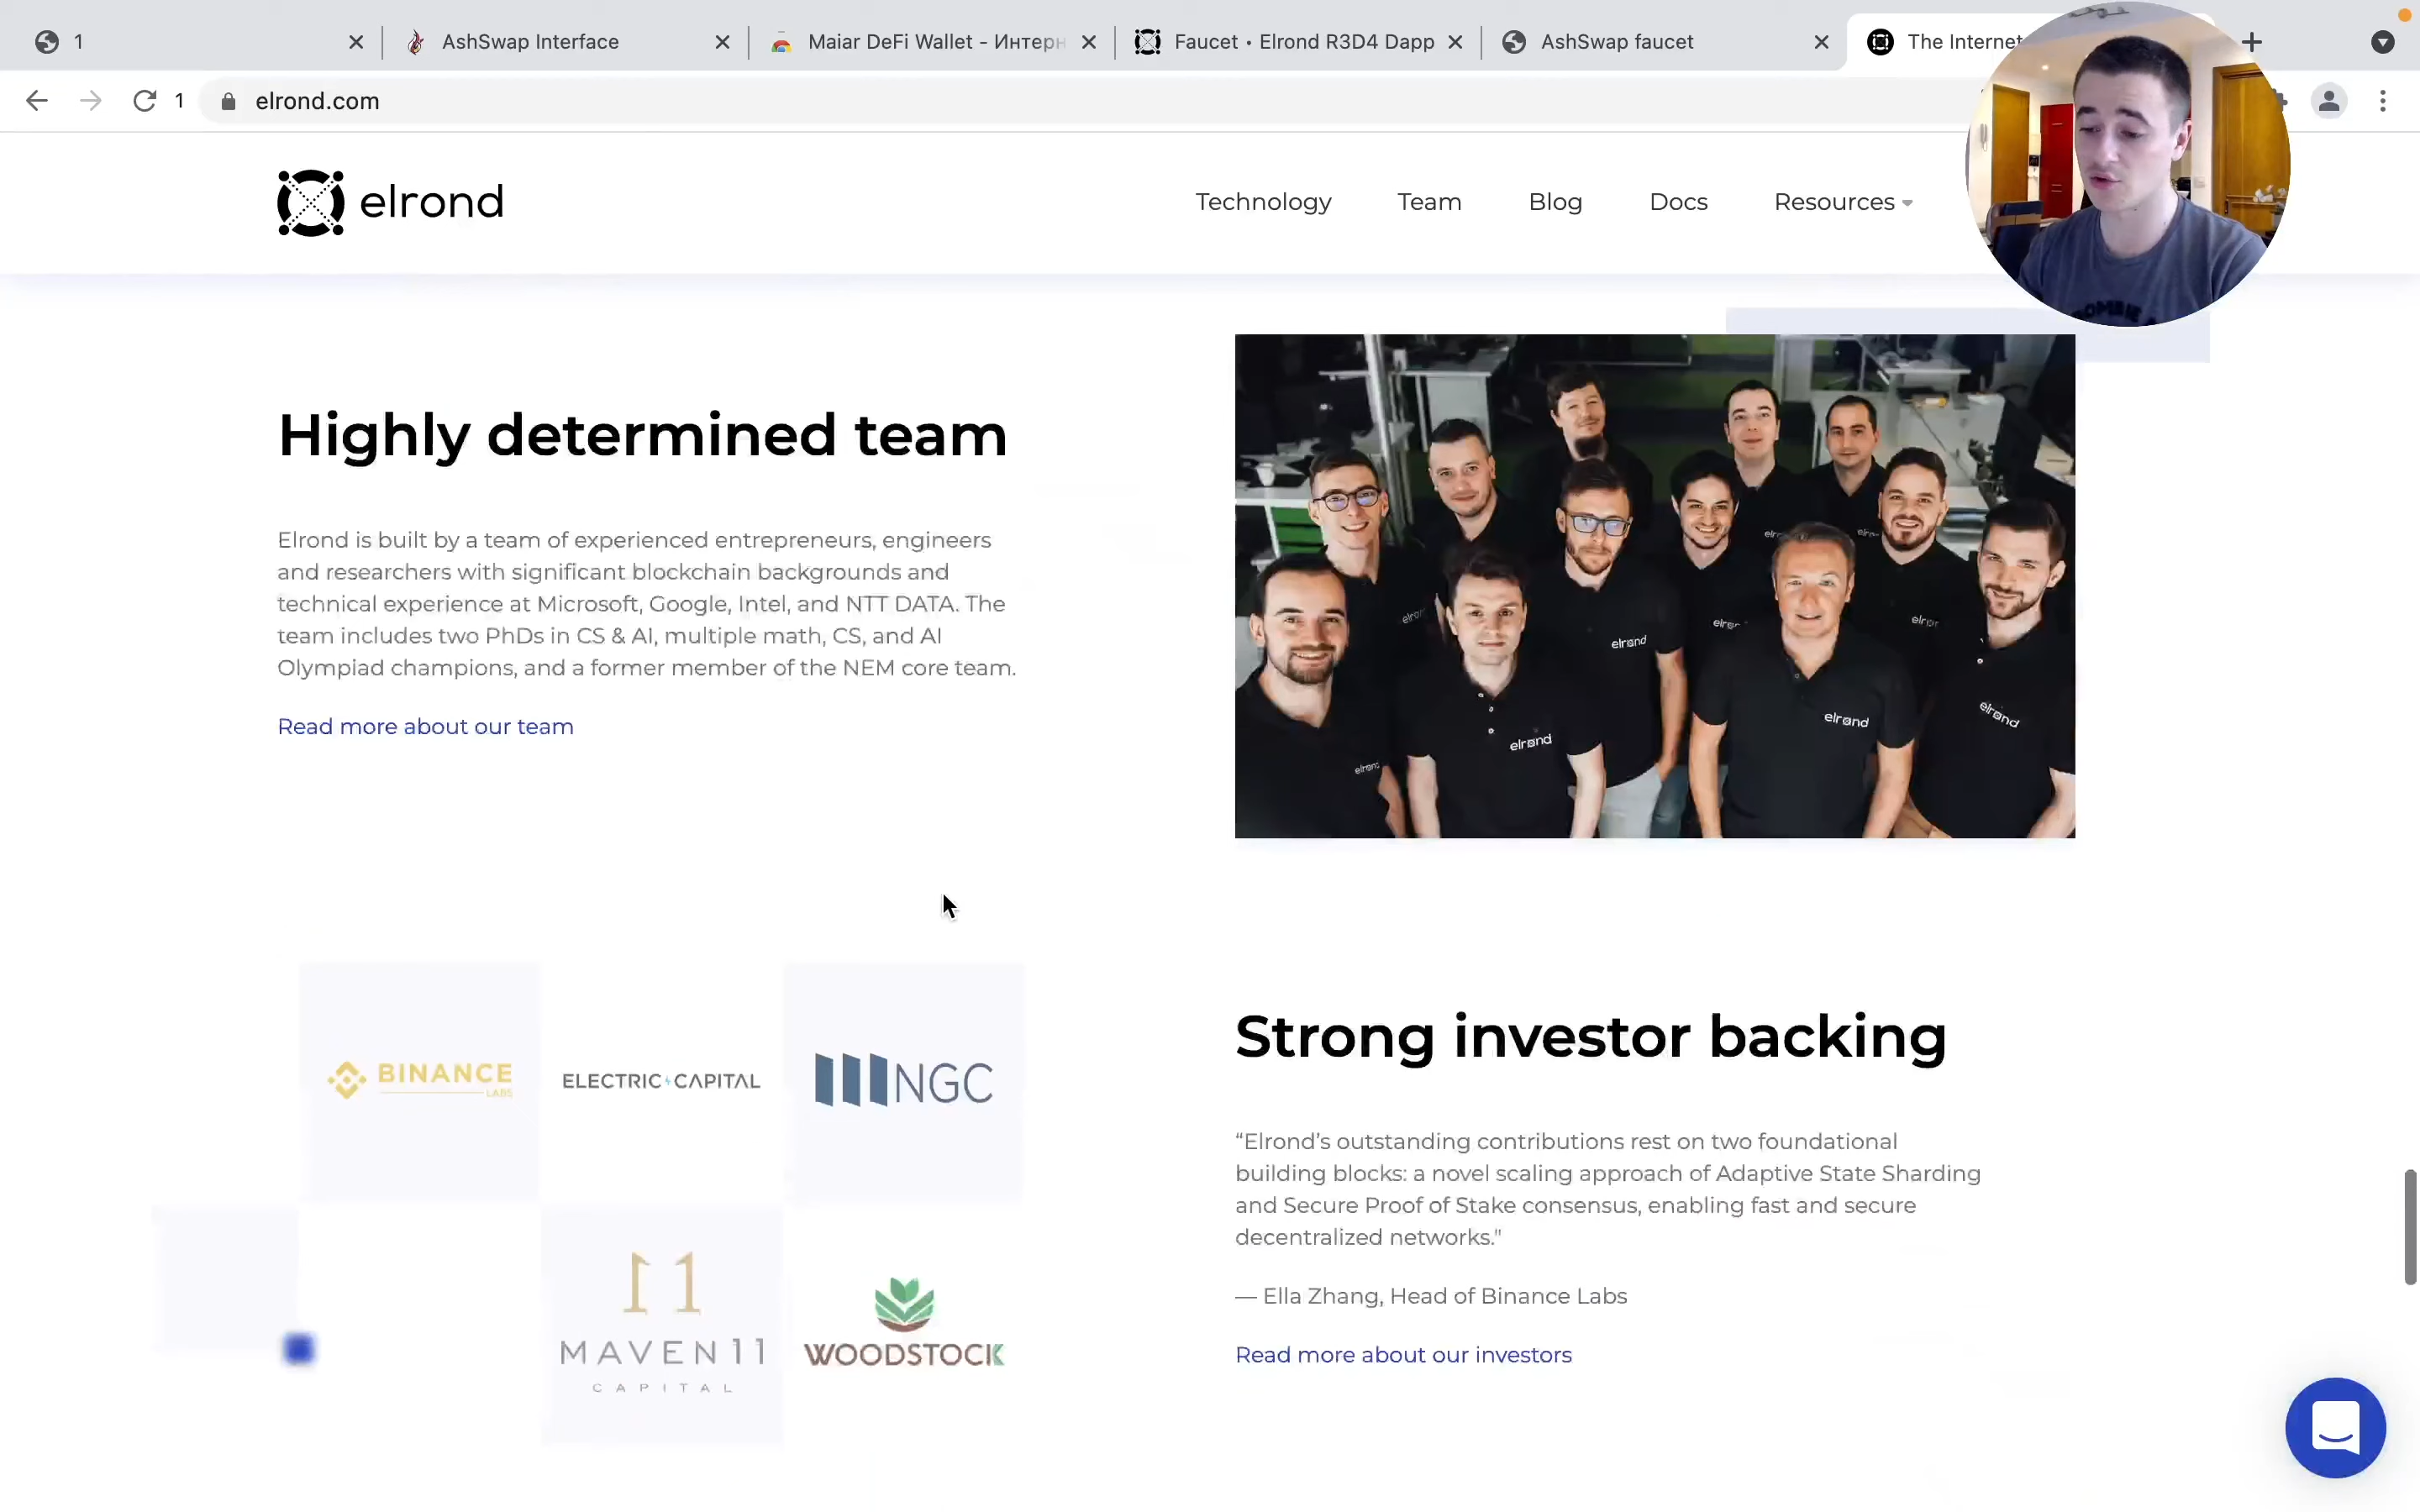 1
AshSwap Interface
Maiar DeFi Wallet - Интерн
Faucet • Elrond R3D4 Dapp
AshSwap faucet
The Internet
1
elrond.com
elrond
Technology
Team
Blog
Docs
Resources
Highly determined team
Elrond is built by a team of experienced entrepreneurs, engineers
and researchers with significant blockchain backgrounds and
technical experience at Microsoft, Google, Intel, and NTT DATA. The
team includes two PhDs in CS & AI, multiple math, CS, and AI
Olympiad champions, and a former member of the NEM core team.
Read more about our team
elrond
elrond
elrond
elrond
BINANCE
LABS
ELECTRIC CAPITAL
NGC
MAVEN 11
CAPITAL
WOODSTOCK
Strong investor backing
“Elrond’s outstanding contributions rest on two foundational
building blocks: a novel scaling approach of Adaptive State Sharding
and Secure Proof of Stake consensus, enabling fast and secure
decentralized networks."
— Ella Zhang, Head of Binance Labs
Read more about our investors